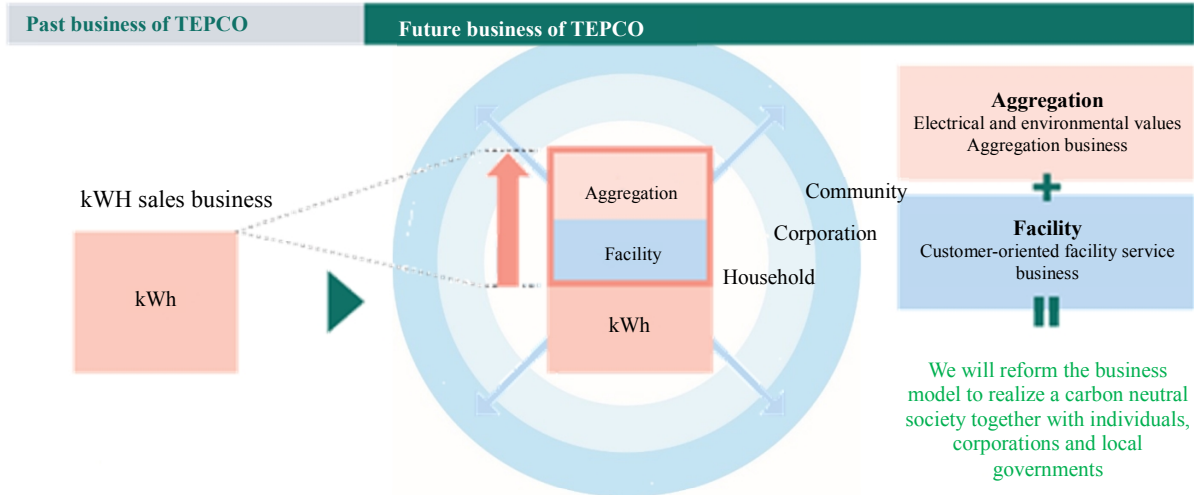 Past business of TEPCO
Future business of TEPCO
kWH sales business
kWh
Aggregation
Facility
kWh
Community
Corporation
Household
Aggregation
Electrical and environmental values
Aggregation business
+
Facility
Customer-oriented facility service
business
We will reform the business
model to realize a carbon neutral
society together with individuals,
corporations and local
governments